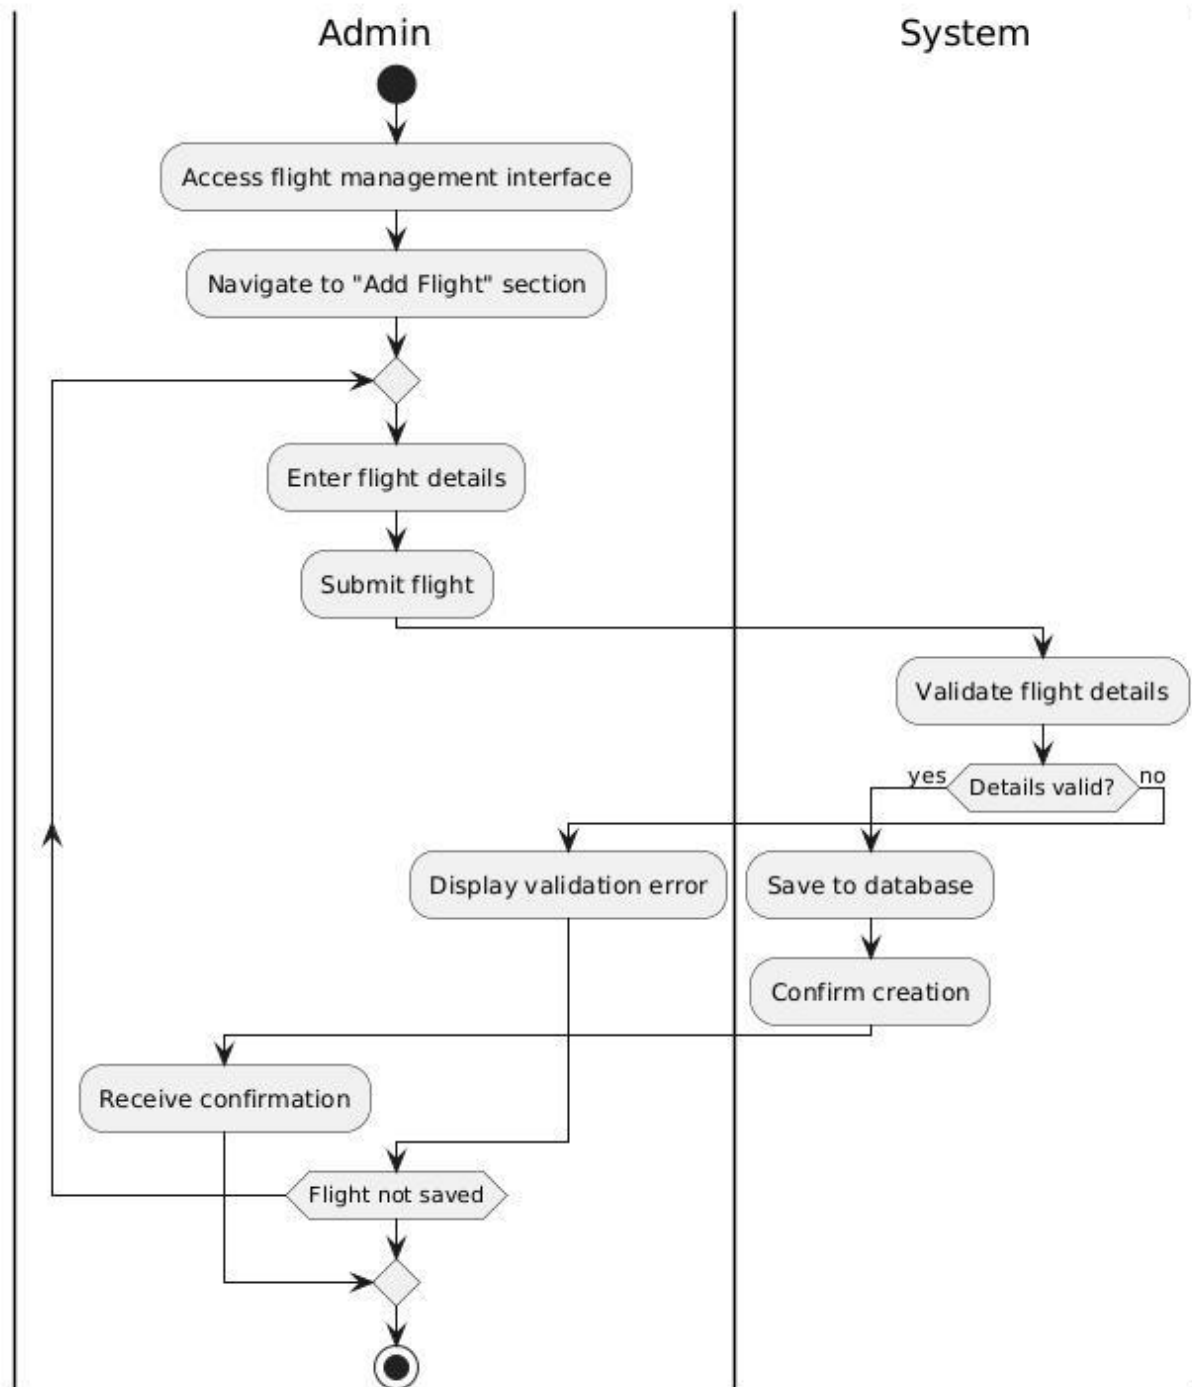 Admin
System
Access flight management interface
Navigate to "Add Flight" section
Enter flight details
Submit flight
Validate flight details
yes
Details valid?
no
Display validation error
Save to database
Confirm creation
Receive confirmation
Flight not saved